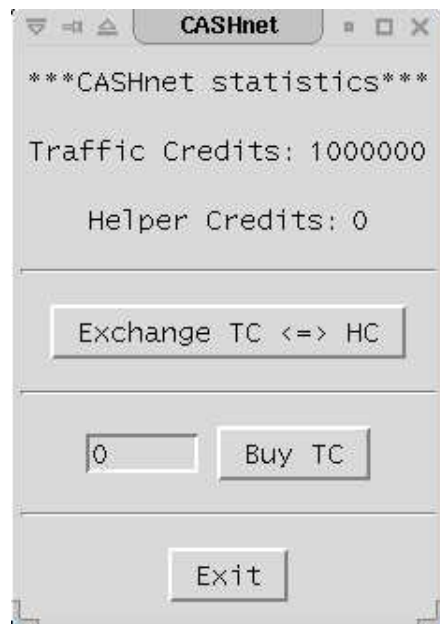 CASHnet
***CASHnet statistics***
Traffic Credits: 1000000
Helper Credits: 0
Exchange TC <=> HC
0 Buy TC
Exit